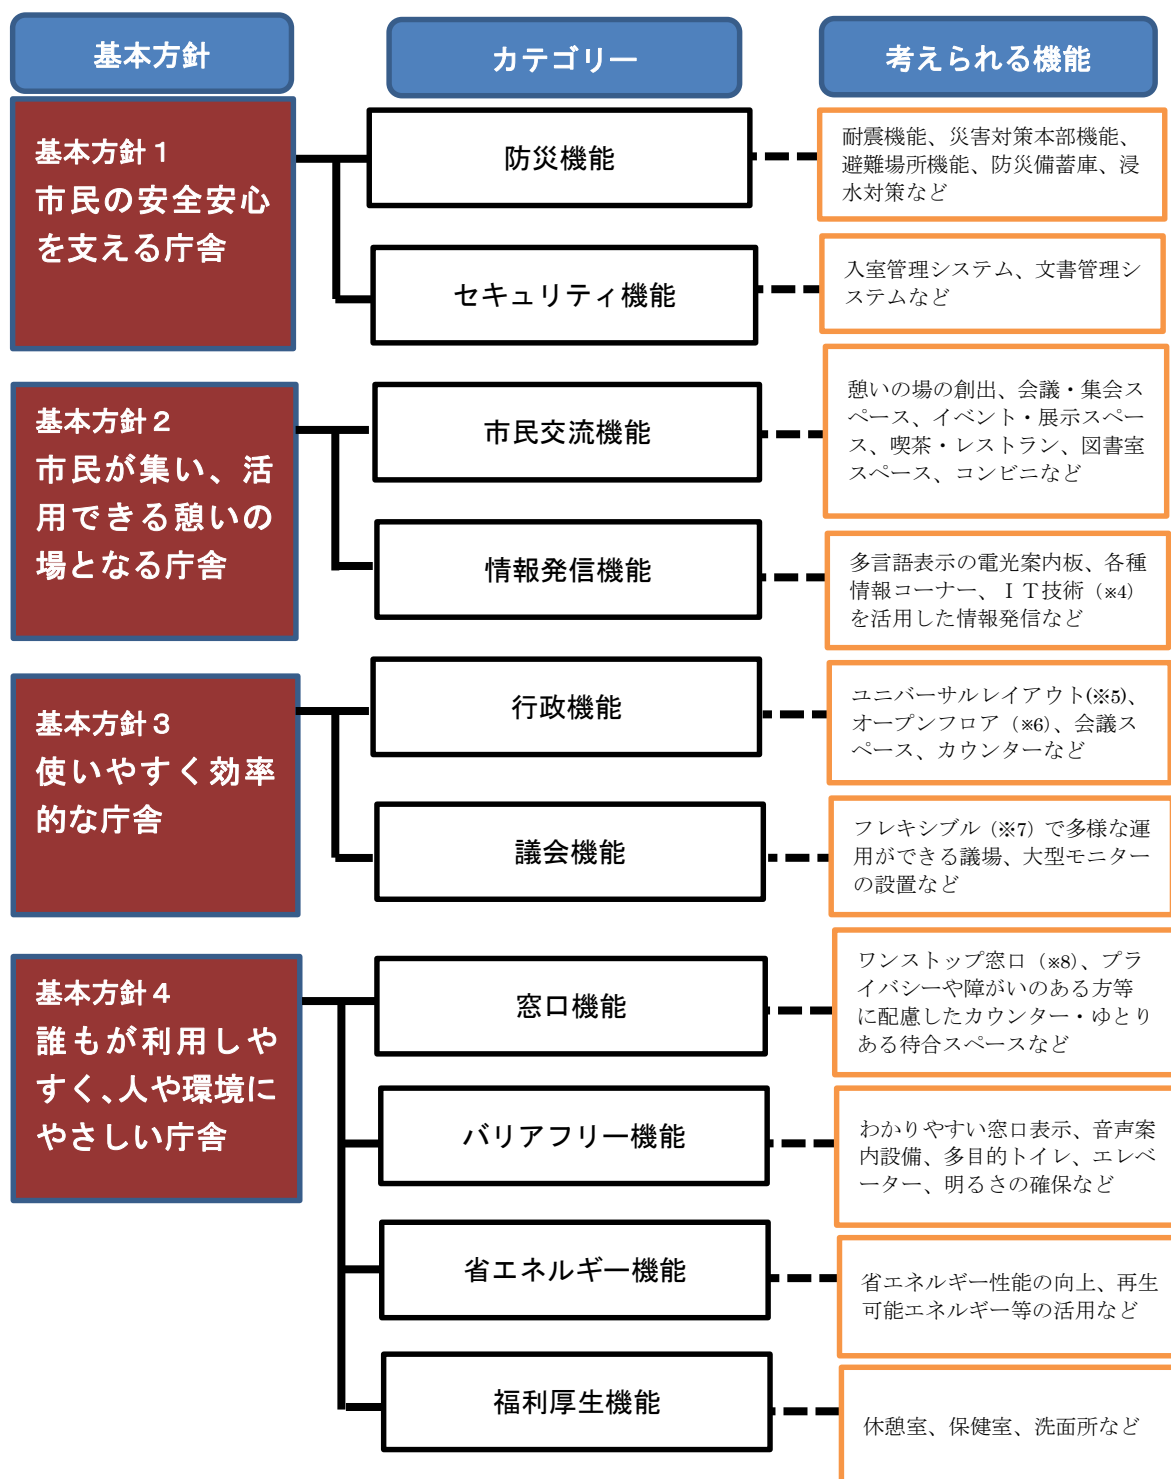 基本方針
カテゴリー
考えられる機能
基本方針１
市民の安全安心
を支える庁舎
防災機能
耐震機能、災害対策本部機能、
避難場所機能、防災備蓄庫、浸
水対策など
セキュリティ機能
入室管理システム、文書管理シ
ステムなど
基本方針２
市民が集い、活
用できる憩いの
場となる庁舎
市民交流機能
憩いの場の創出、会議・集会ス
ペース、イベント・展示スペー
ス、喫茶・レストラン、図書室
スペース、コンビニなど
情報発信機能
多言語表示の電光案内板、各種
情報コーナー、ＩＴ技術（※4）
を活用した情報発信など
基本方針３
使いやすく効率
的な庁舎
行政機能
ユニバーサルレイアウト(※5)、
オープンフロア（※6）、会議ス
ペース、カウンターなど
議会機能
フレキシブル（※7）で多様な運
用ができる議場、大型モニター
の設置など
基本方針４
誰もが利用しや
すく、人や環境に
やさしい庁舎
窓口機能
ワンストップ窓口（※8）、プラ
イバシーや障がいのある方等
に配慮したカウンター・ゆとり
ある待合スペースなど
バリアフリー機能
わかりやすい窓口表示、音声案
内設備、多目的トイレ、エレベ
ーター、明るさの確保など
省エネルギー機能
省エネルギー性能の向上、再生
可能エネルギー等の活用など
福利厚生機能
休憩室、保健室、洗面所など